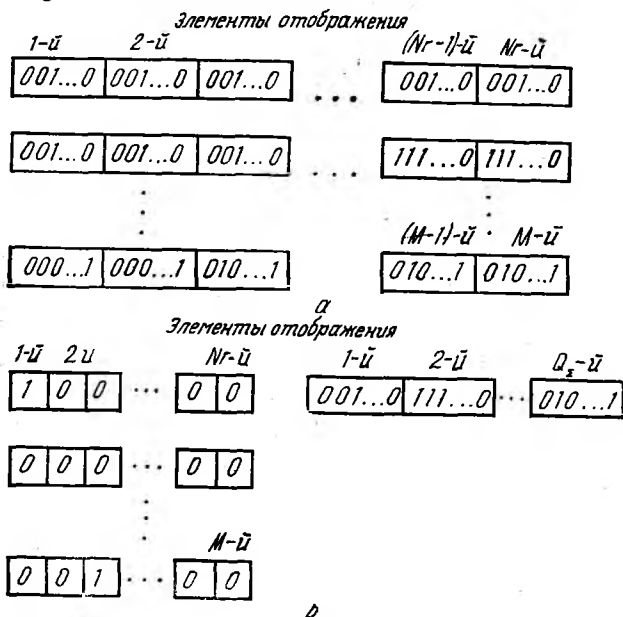 Элементы отображения
1-й 2-й (Nr-1)-й Nr-й
001...0 001...0 001...0 ... 001...0 001...0
001...0 001...0 001...0 ... 111...0 111...0
(M-1)-й M-й
000...1 000...1 010...1 010...1 010...1
а
Элементы отображения
1-й 2й Nr-й 1-й 2-й QΣ-й
1 0 0 ... 0 0 001...0 111...0 ... 010...1
0 0 0 ... 0 0
M-й
0 0 1 ... 0 0